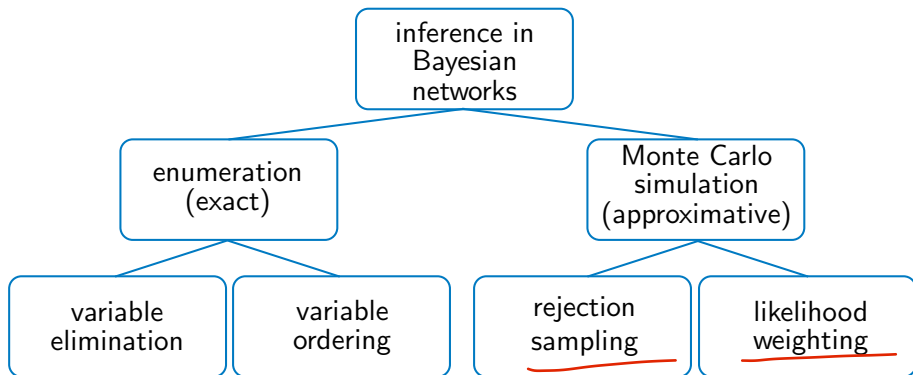 inference in
Bayesian
networks
enumeration
(exact)
Monte Carlo
simulation
(approximative)
variable
elimination
variable
ordering
rejection
sampling
likelihood
weighting